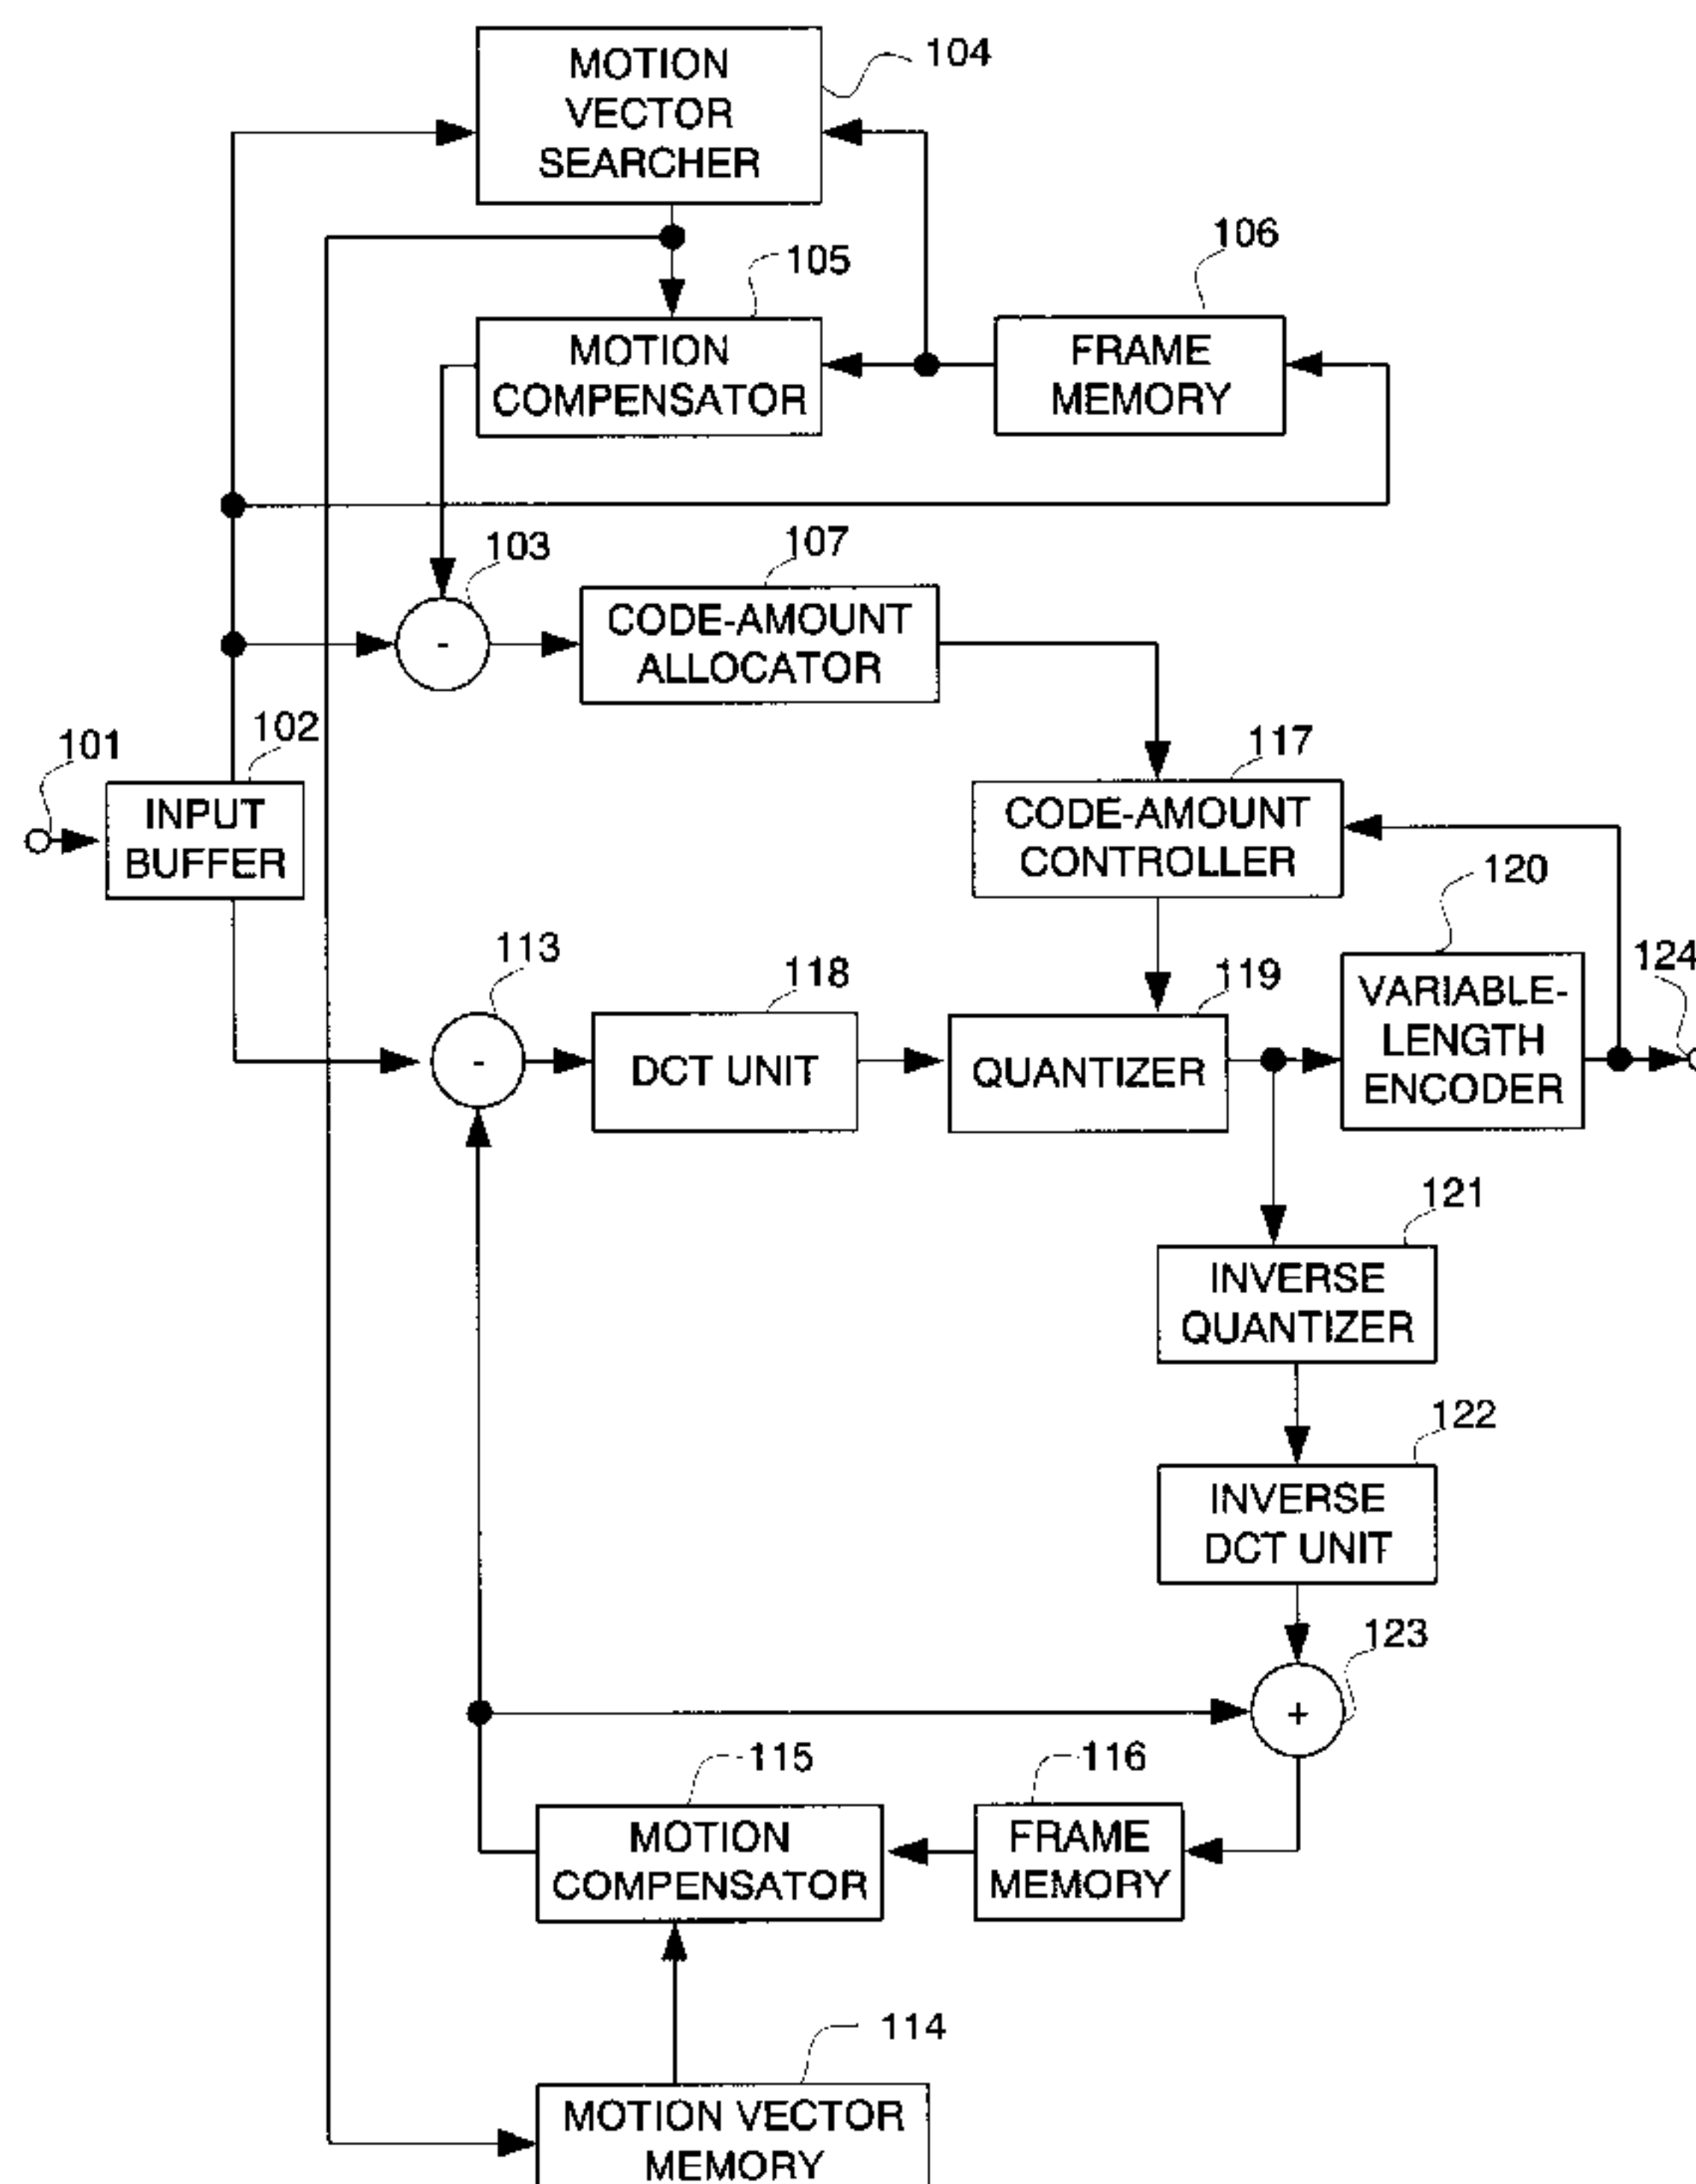 MOTION
VECTOR
SEARCHER
104
106
105
MOTION
COMPENSATOR
FRAME
MEMORY
103
107
-
CODE-AMOUNT
ALLOCATOR
101
102
INPUT
BUFFER
117
CODE-AMOUNT
CONTROLLER
120
113
118
119
124
-
DCT UNIT
QUANTIZER
VARIABLE-
LENGTH
ENCODER
121
INVERSE
QUANTIZER
122
INVERSE
DCT UNIT
123
+
115
116
MOTION
COMPENSATOR
FRAME
MEMORY
114
MOTION VECTOR
MEMORY